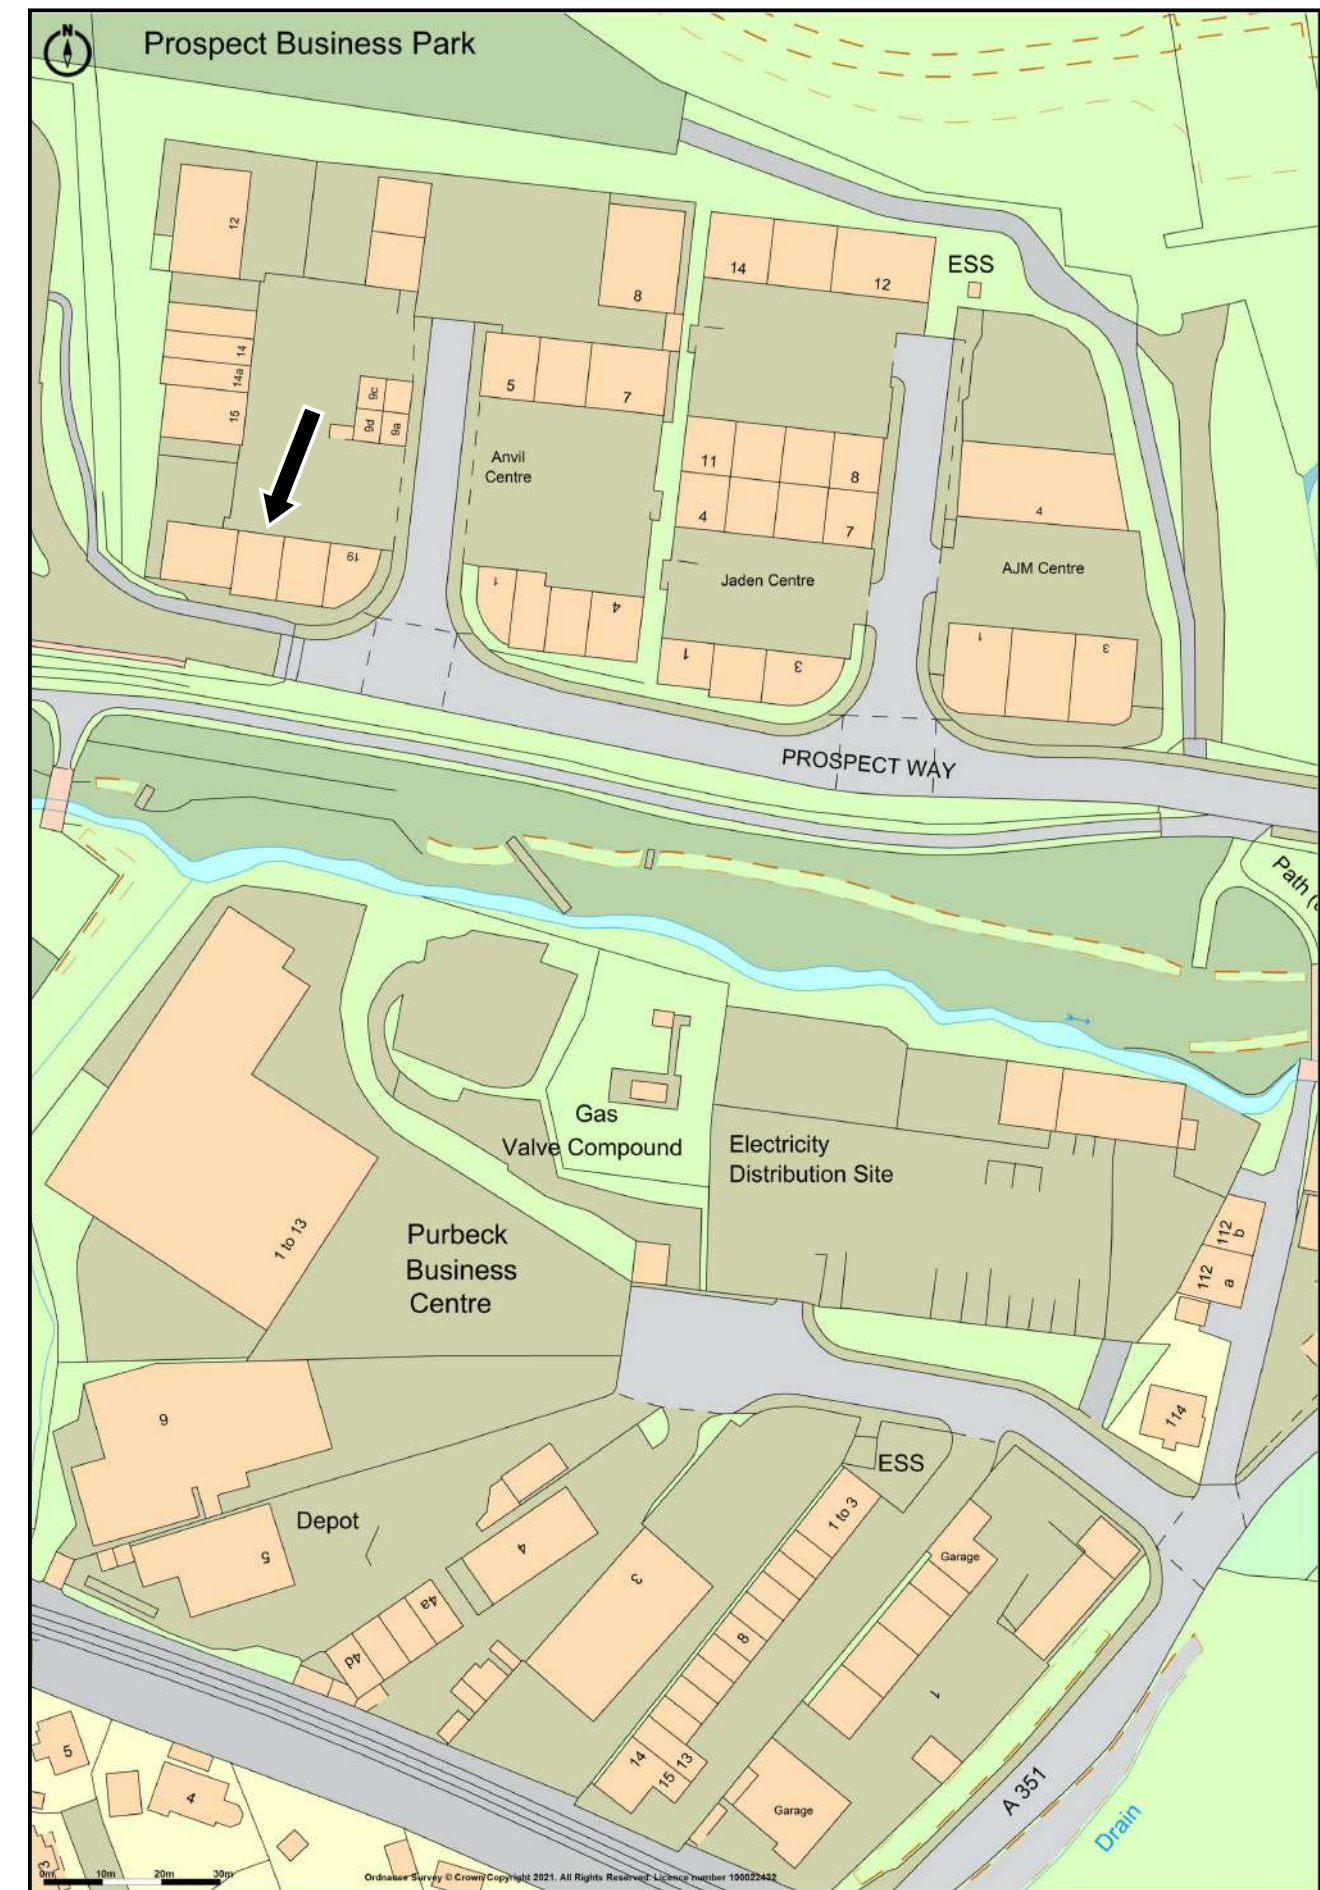 N
Prospect Business Park
12
8
14
12
ESS
14
14a
15
9c
9d
9a
5
7
Anvil
Centre
11
8
4
7
4
19
1
4
Jaden Centre
AJM Centre
1
3
1
3
PROSPECT WAY
Path (
Gas
Valve Compound
Electricity
Distribution Site
1 to 13
Purbeck
Business
Centre
112
b
112
a
114
9
Depot
5
4
4a
4d
3
ESS
1 to 3
Garage
8
1
14
15
13
Garage
A 351
Drain
5
4
3
0m
10m
20m
30m
Ordnance Survey © Crown Copyright 2021. All Rights Reserved. Licence number 100022432